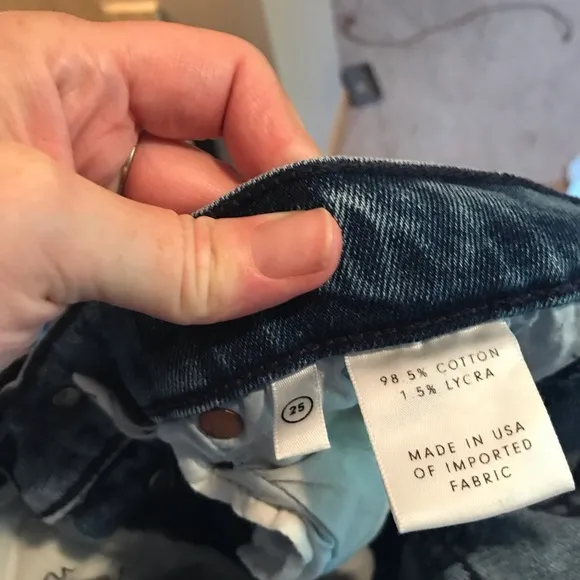 25
98.5% COTTON
1.5% LYCRA
MADE IN USA
OF IMPORTED
FABRIC